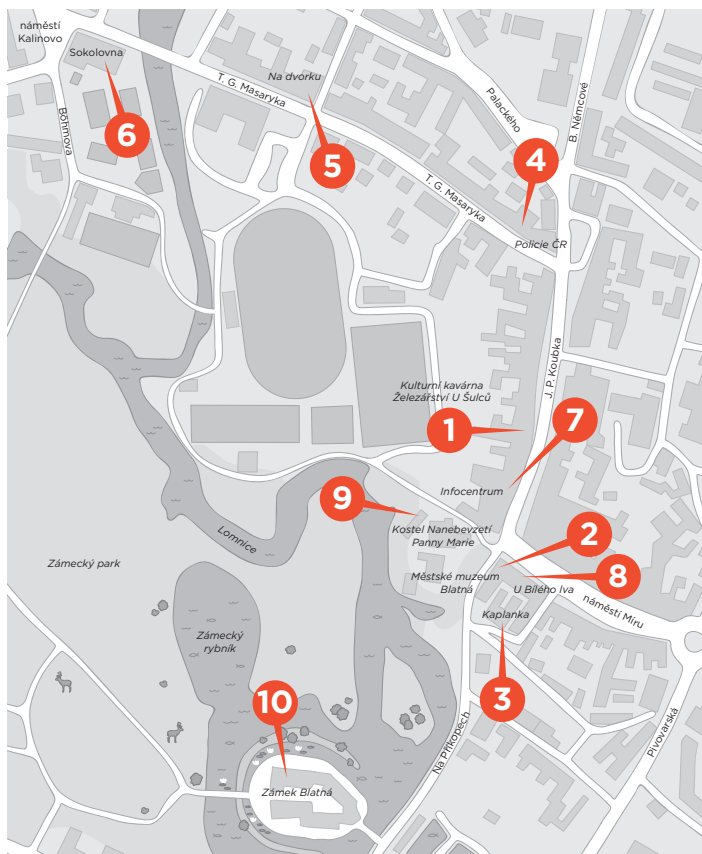 náměstí
Kalinovo
Sokolovna
Böhmova
6
T. G. Masaryka
Na dvorku
5
Palackého
B. Němcové
4
T. G. Masaryka
Policie ČR
J. P. Koubka
Kulturní kavárna
Železářství U Šulců
1
7
Infocentrum
9
Kostel Nanebevzetí
Panny Marie
2
Lomnice
Zámecký park
Městské muzeum
Blatná
8
U Bílého lva
náměstí Míru
Kaplanka
3
Zámecký
rybník
10
Zámek Blatná
Na Příkopech
Pivovarská